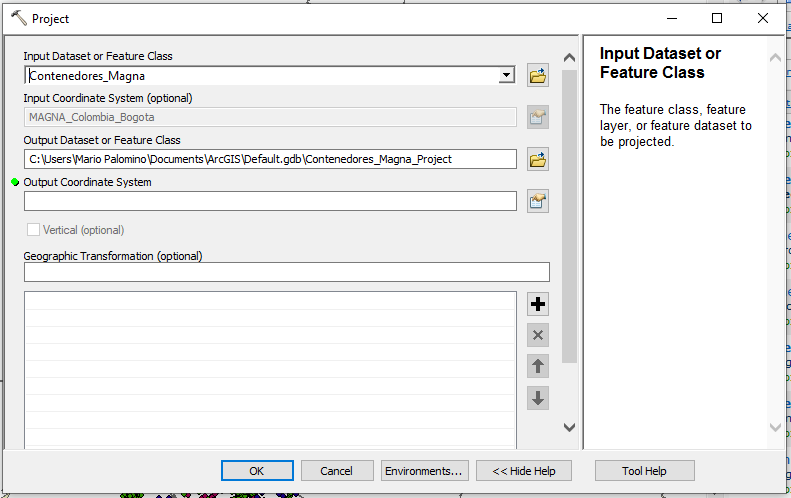 Project
Input Dataset or Feature Class
Contenedores_Magna
Input Coordinate System (optional)
MAGNA_Colombia_Bogota
Output Dataset or Feature Class
C:\Users\Mario Palomino\Documents\ArcGIS\Default.gdb\Contenedores_Magna_Project
Output Coordinate System
Vertical (optional)
Geographic Transformation (optional)
OK
Cancel
Environments...
<< Hide Help
Input Dataset or
Feature Class
The feature class, feature
layer, or feature dataset to
be projected.
Tool Help